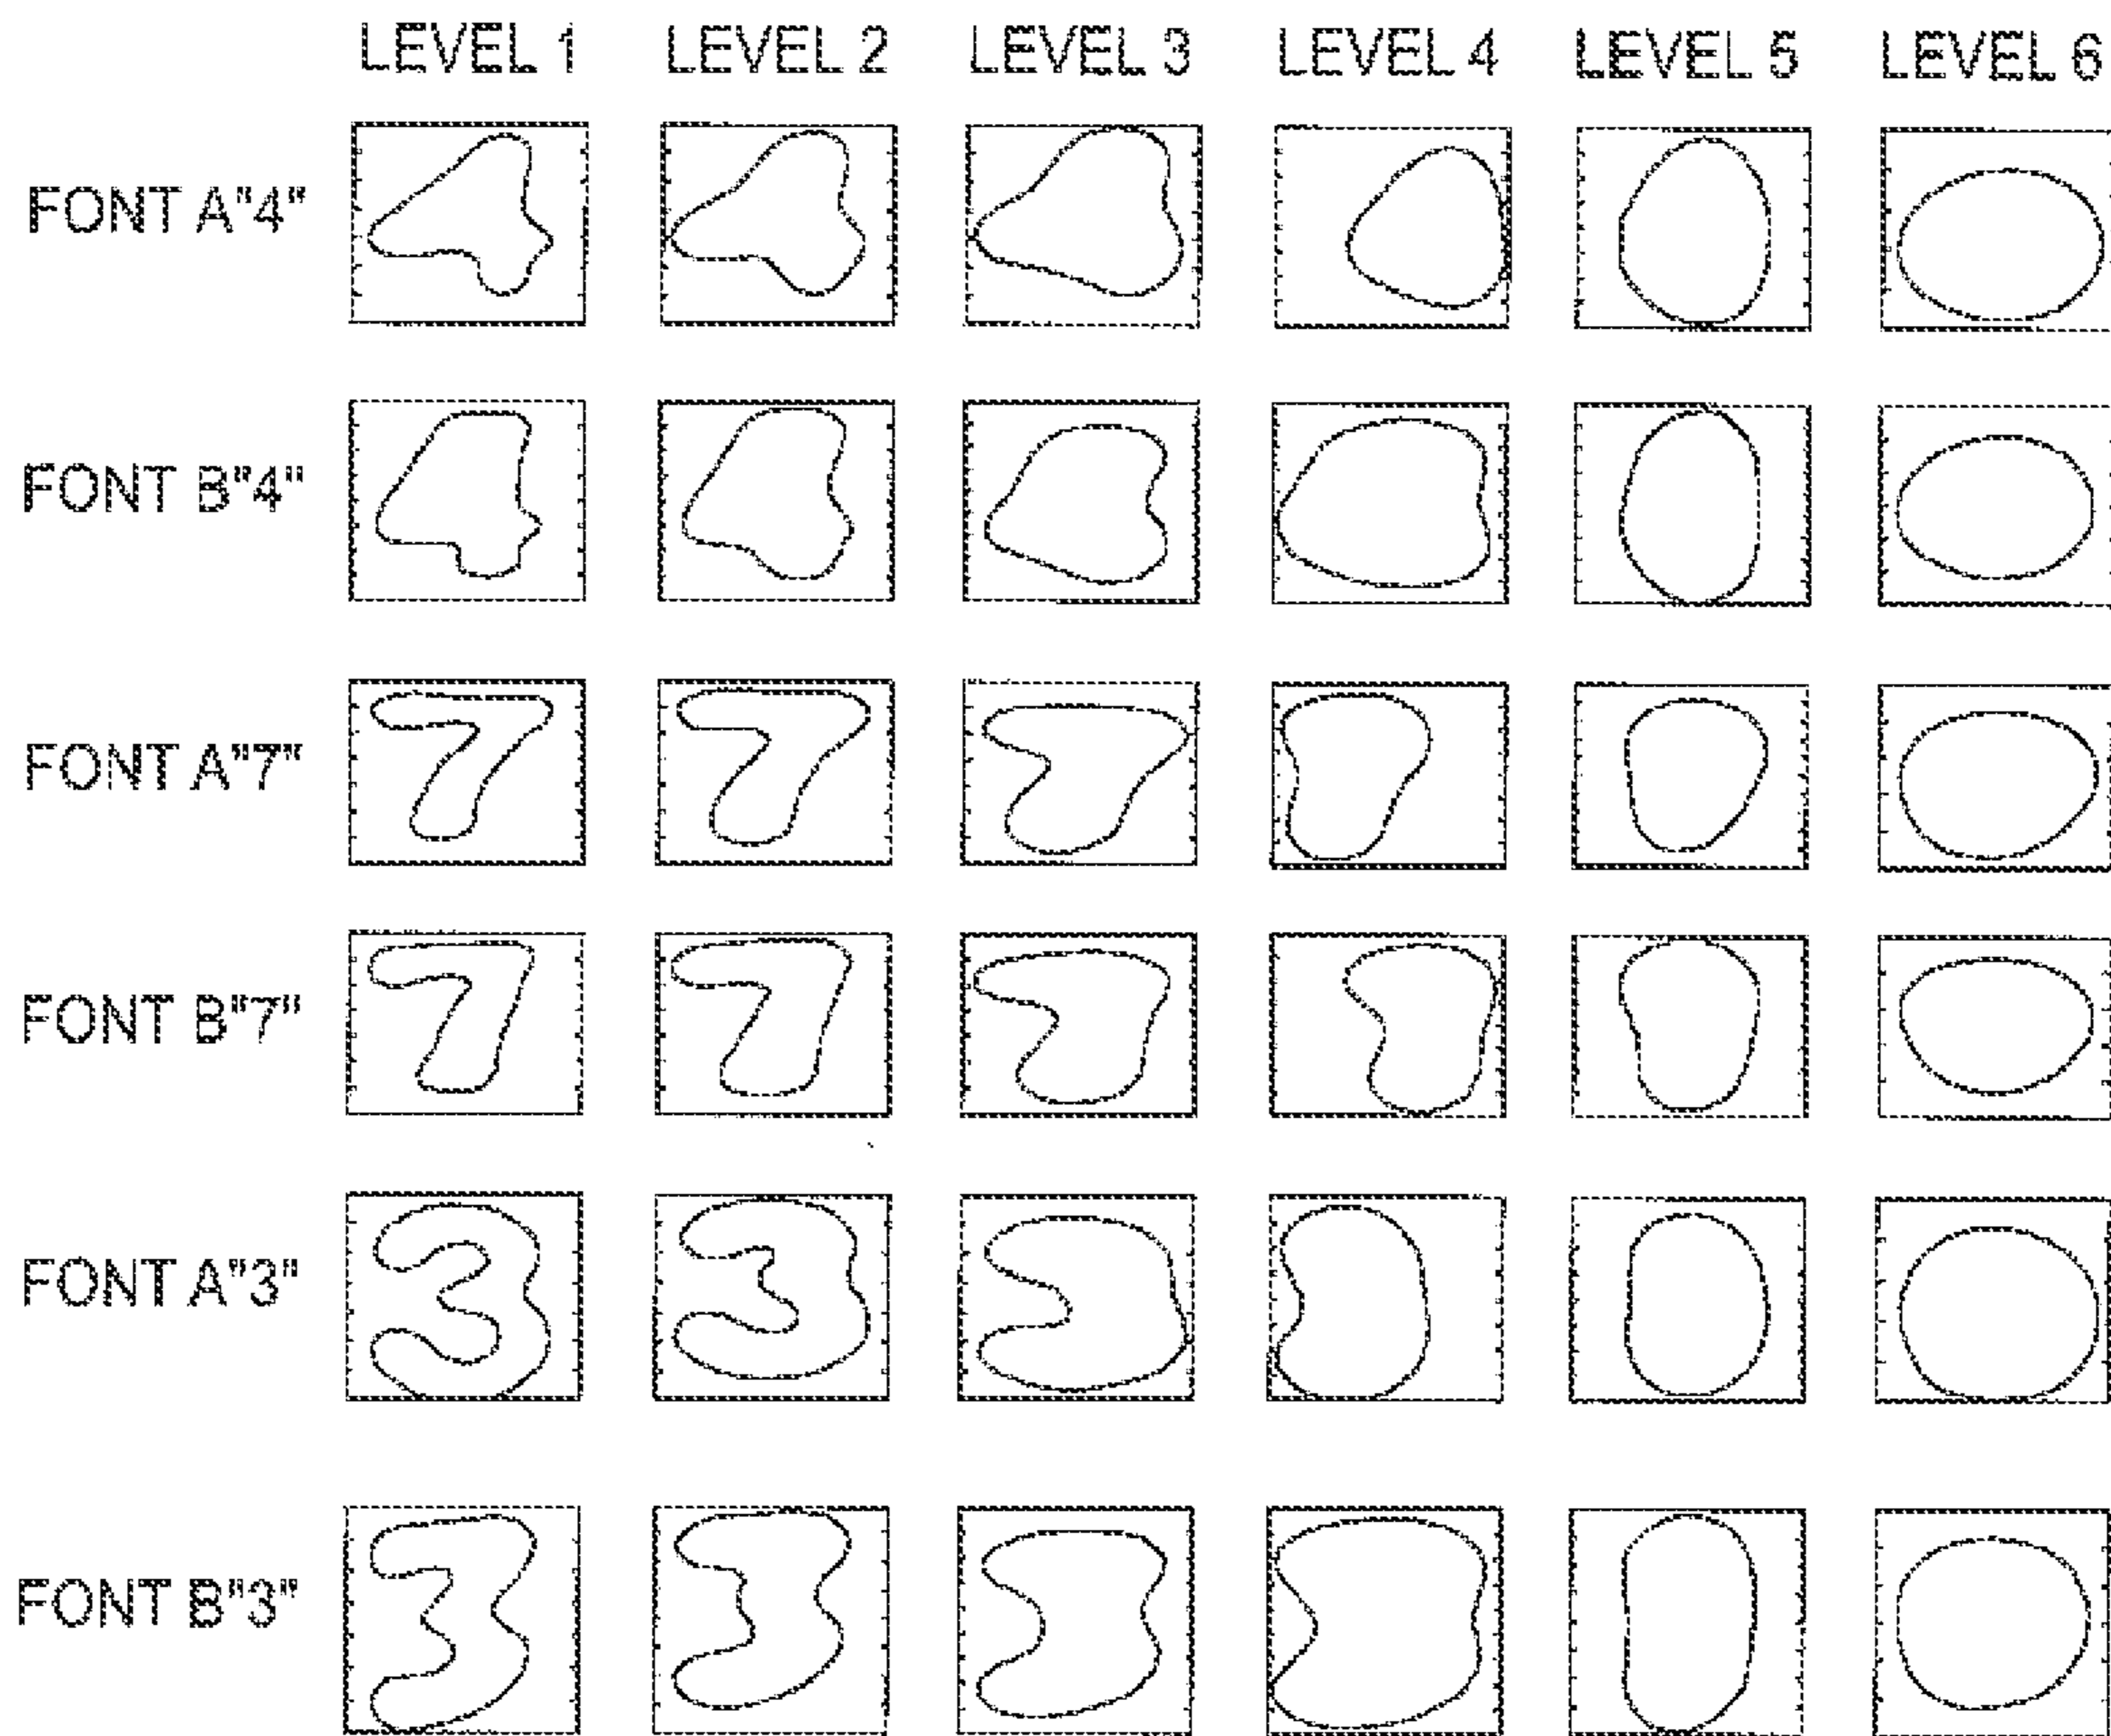 LEVEL 1 LEVEL 2 LEVEL 3 LEVEL 4 LEVEL 5 LEVEL 6
FONT A"4"
FONT B"4"
FONT A"7"
FONT B"7"
FONT A"3"
FONT B"3"